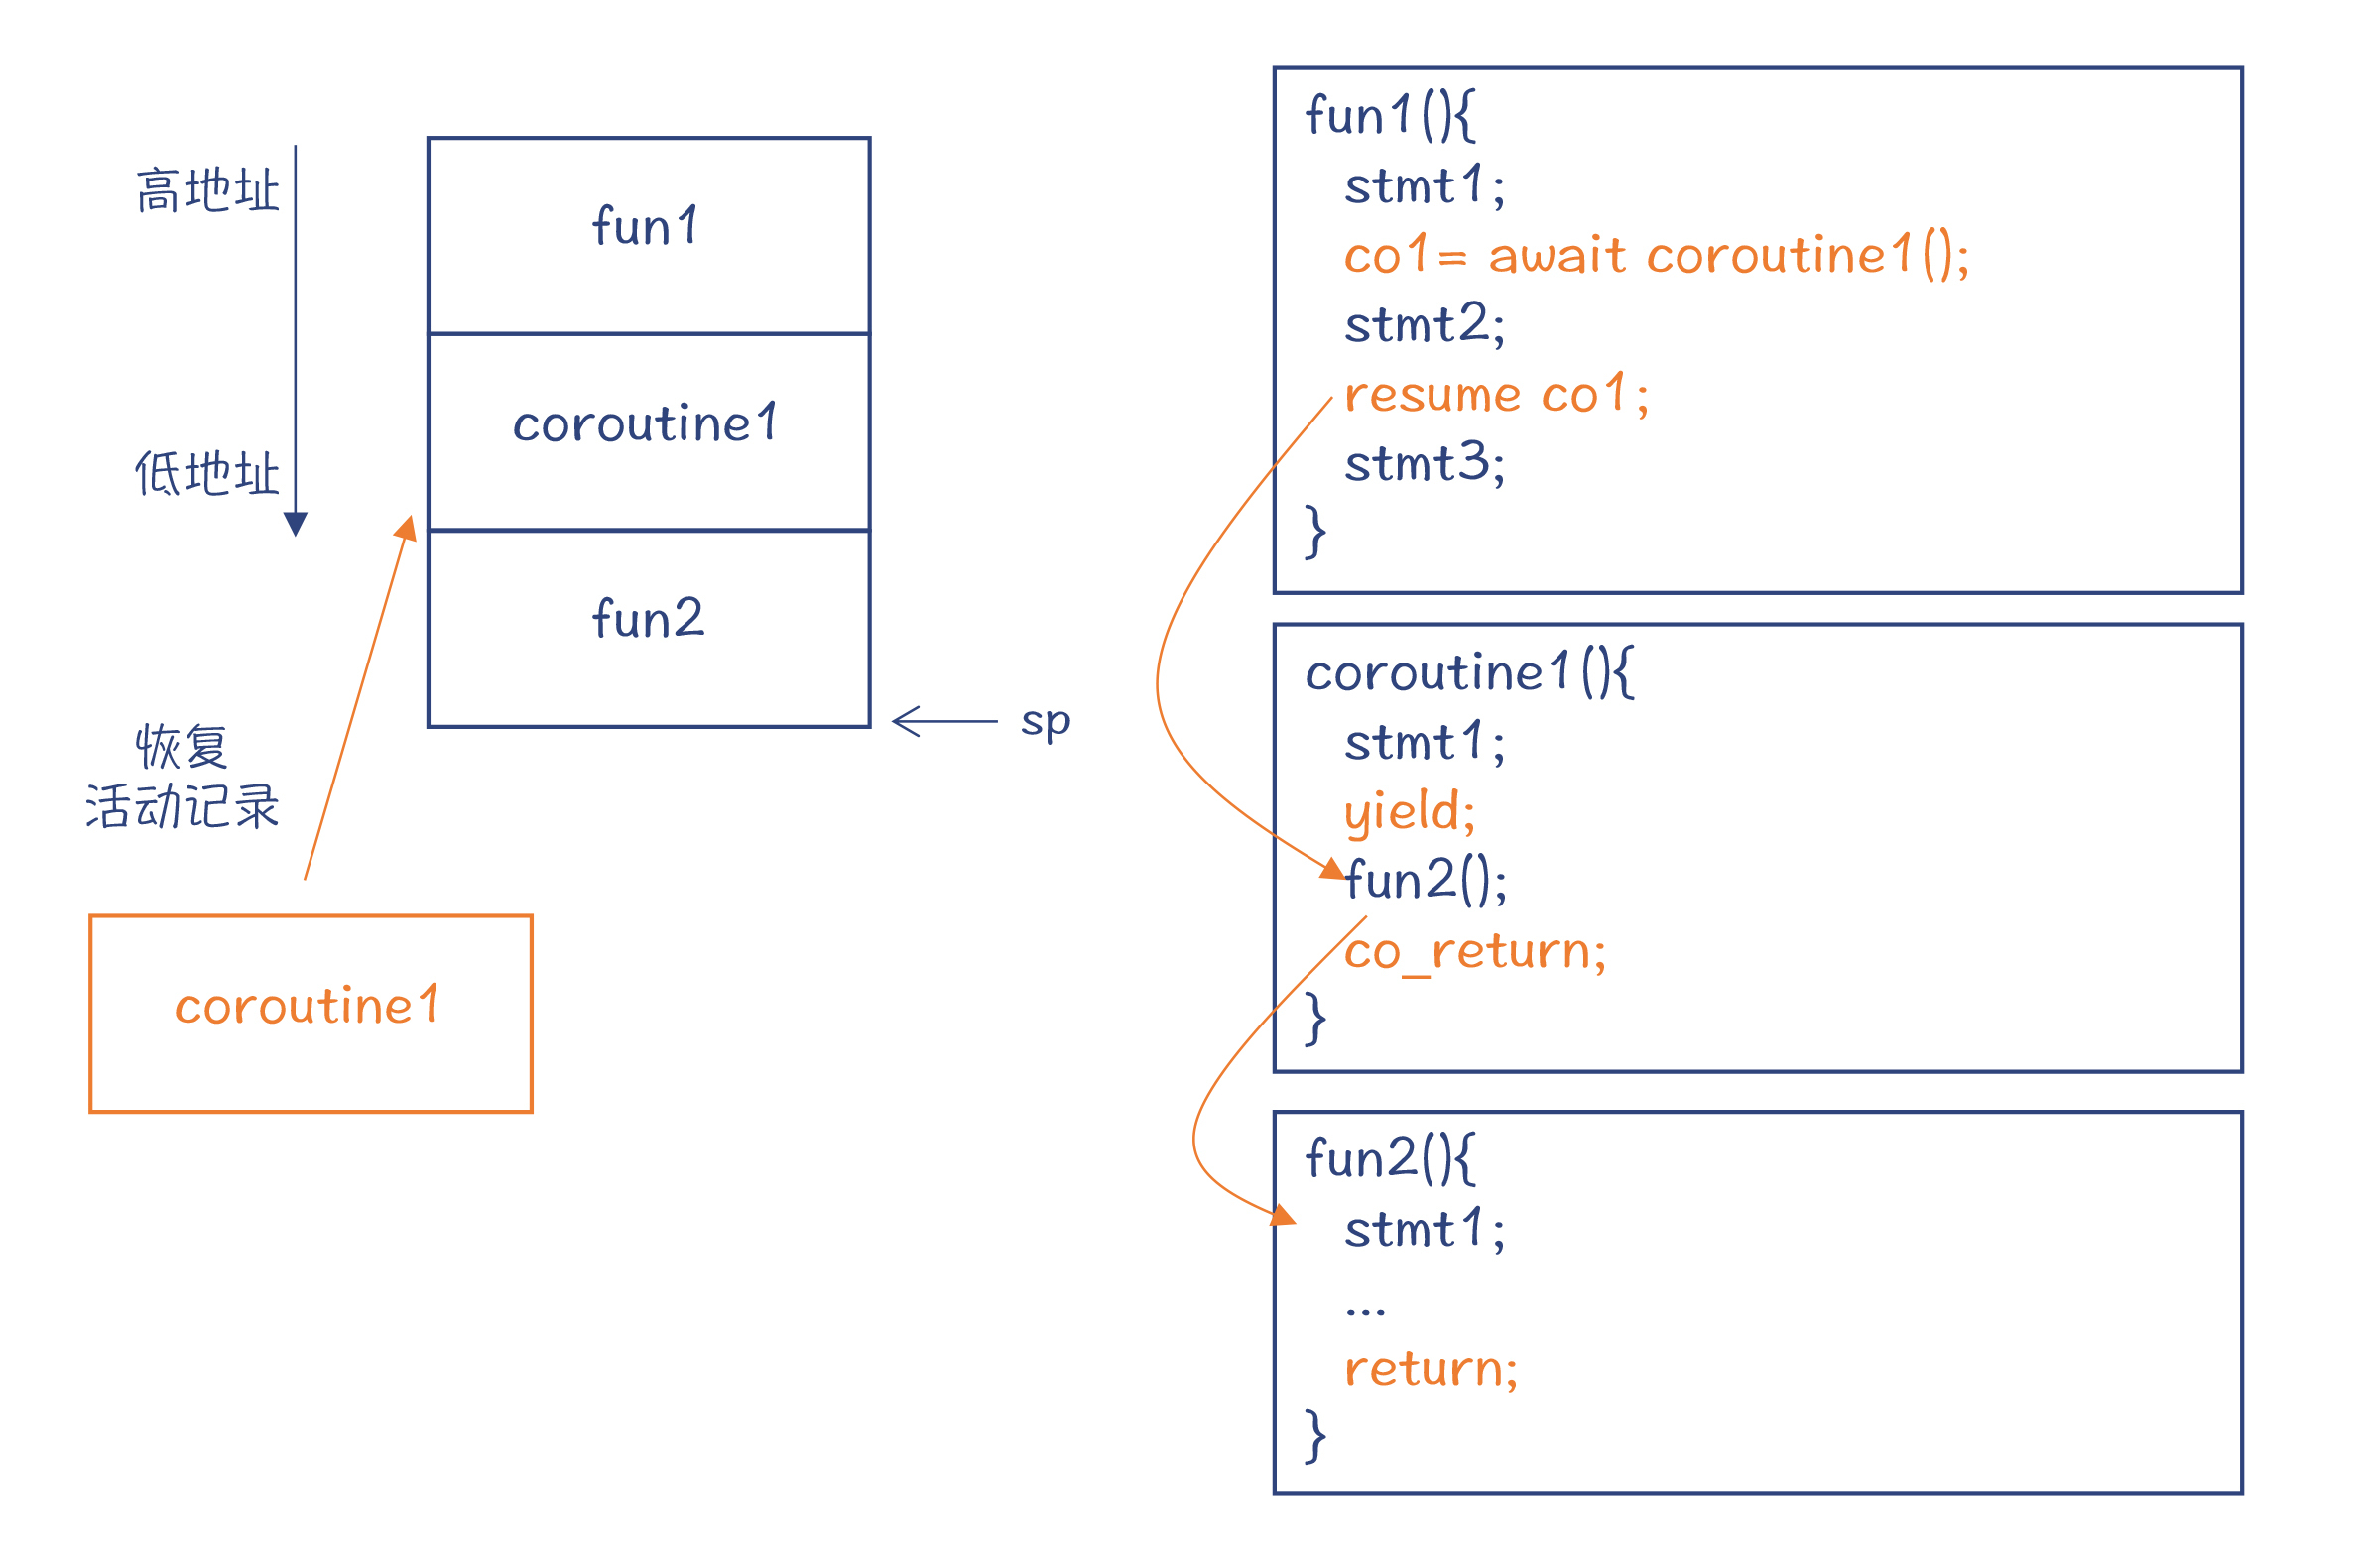 高地址
低地址
fun1
coroutine1
fun2
sp
恢复
活动记录
coroutine1
fun1(){
stmt1;
co1= await coroutine1();
stmt2;
resume co1;
stmt3;
}
coroutine1(){
stmt1;
yield;
fun2();
co_return;
}
fun2(){
stmt1;
...
return;
}